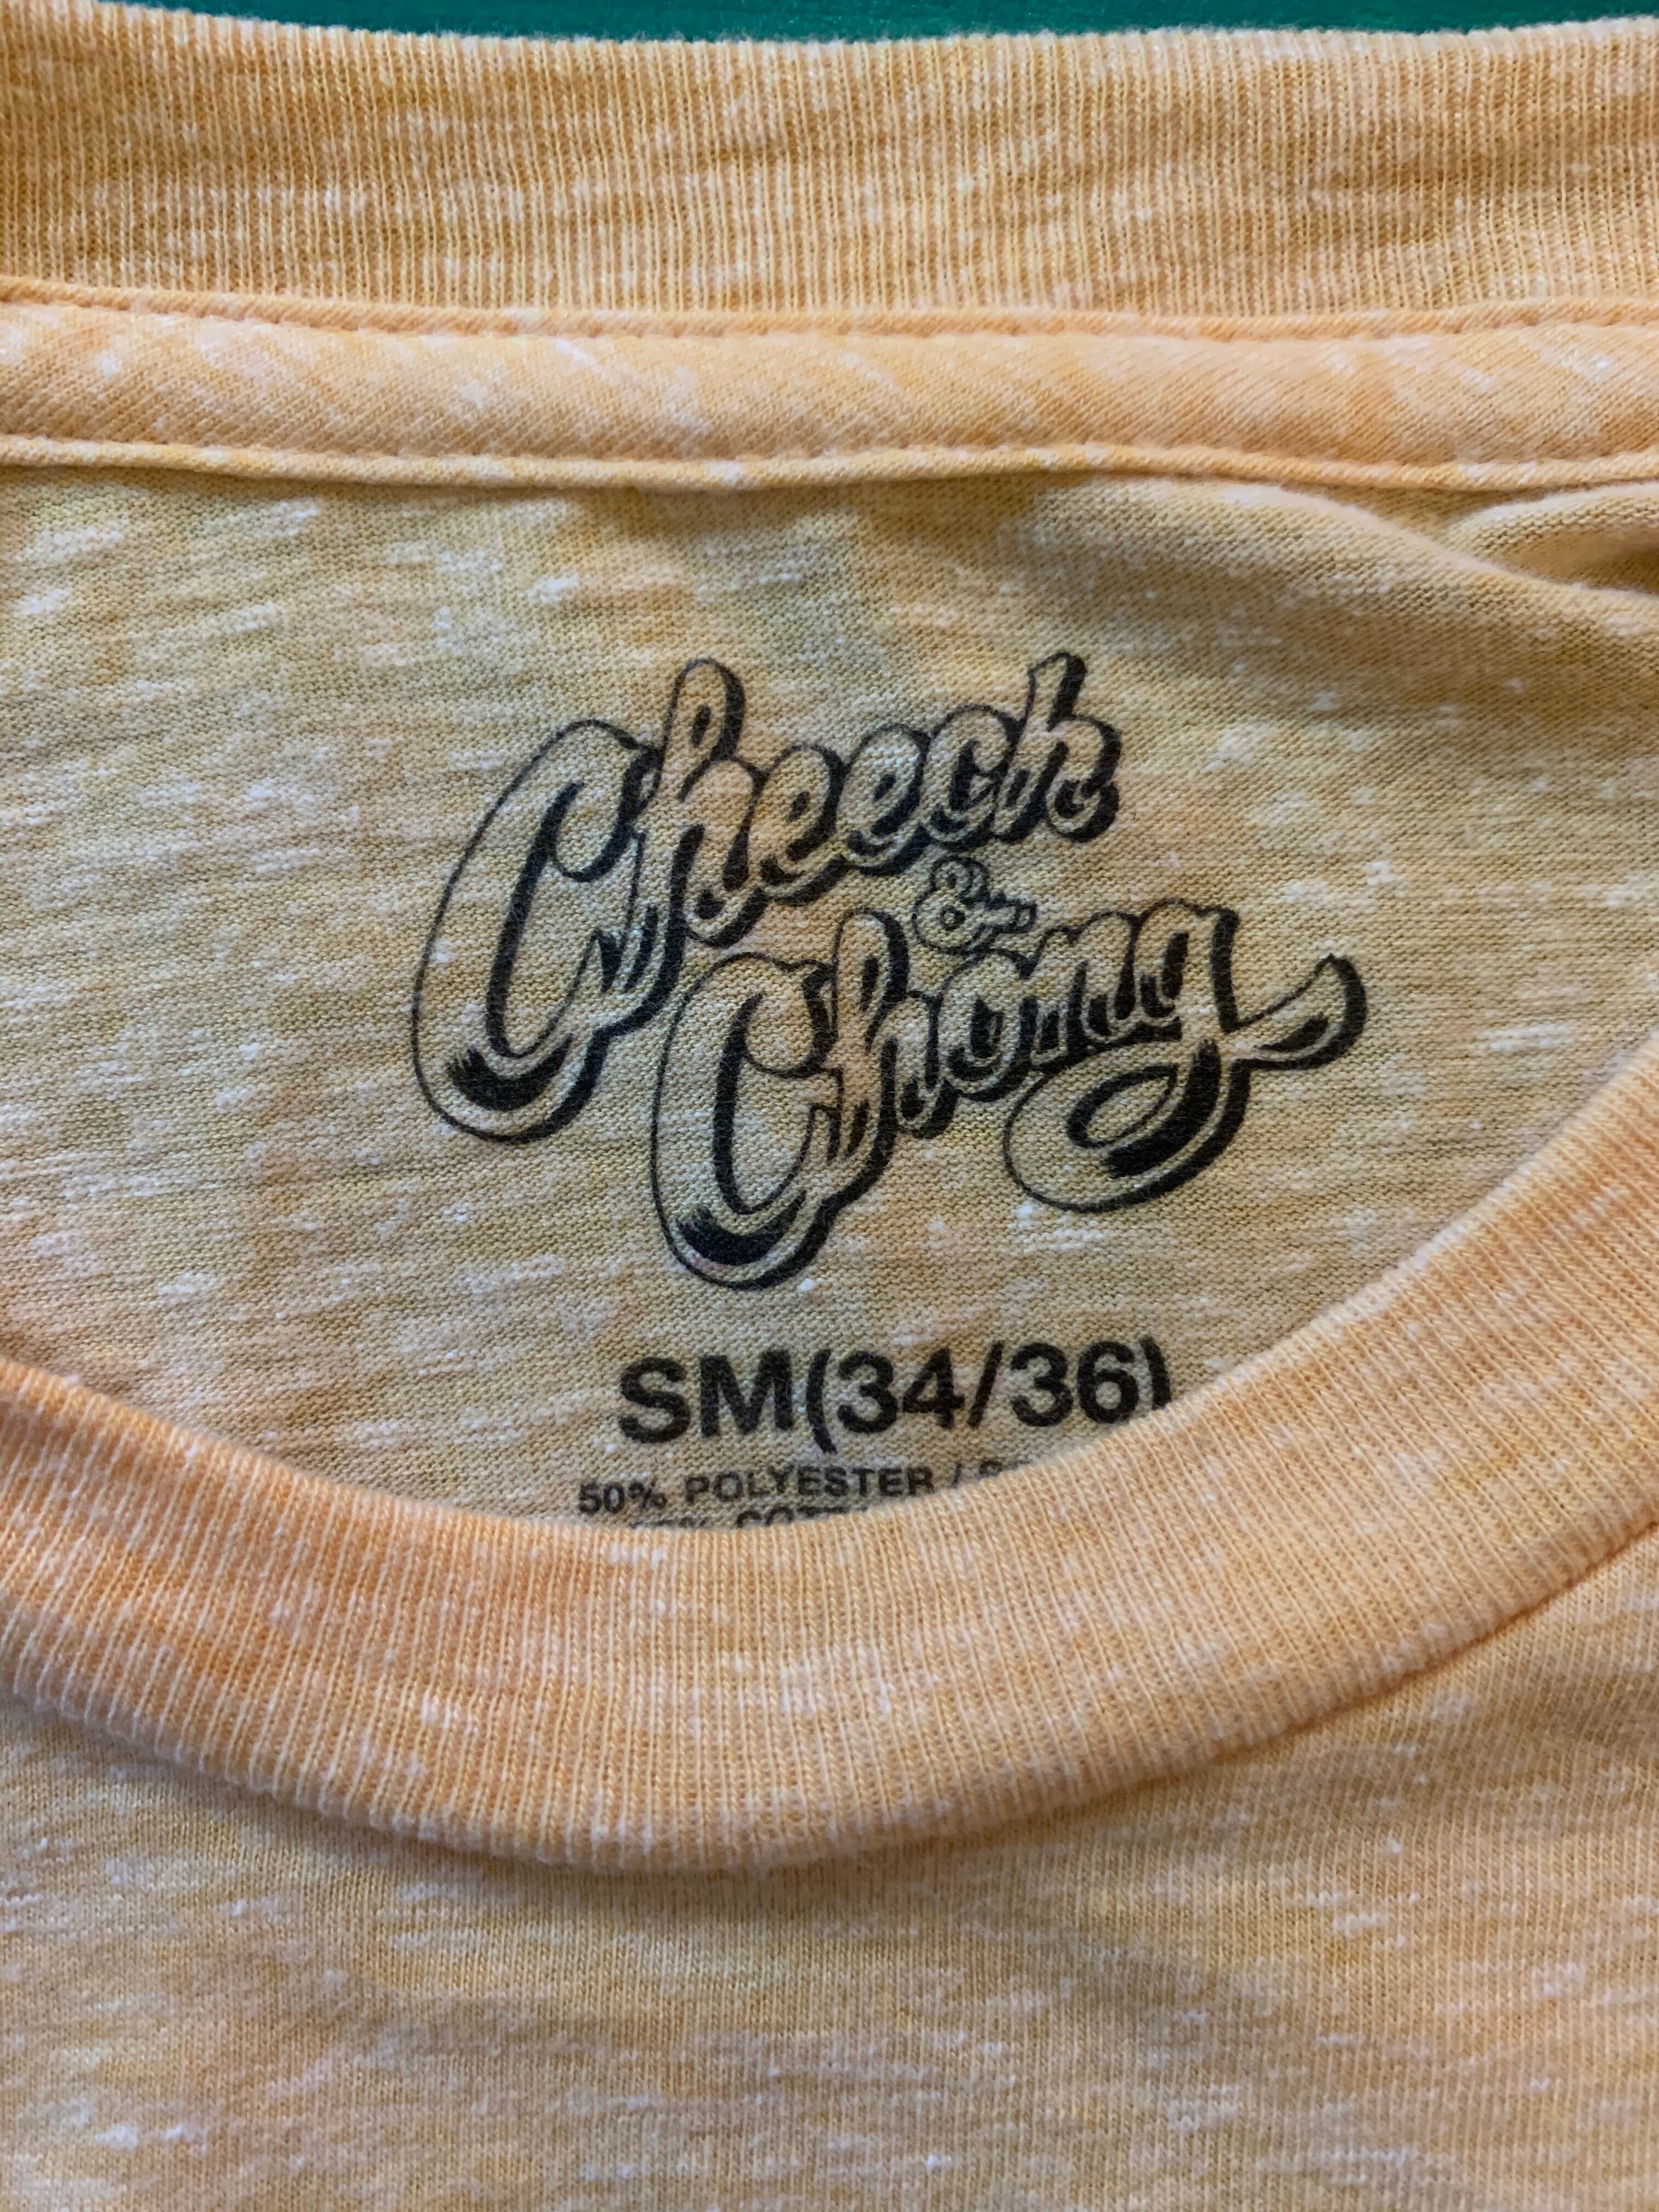 Cheech
&
Chong
SM(34/36)
50% POLYESTER /